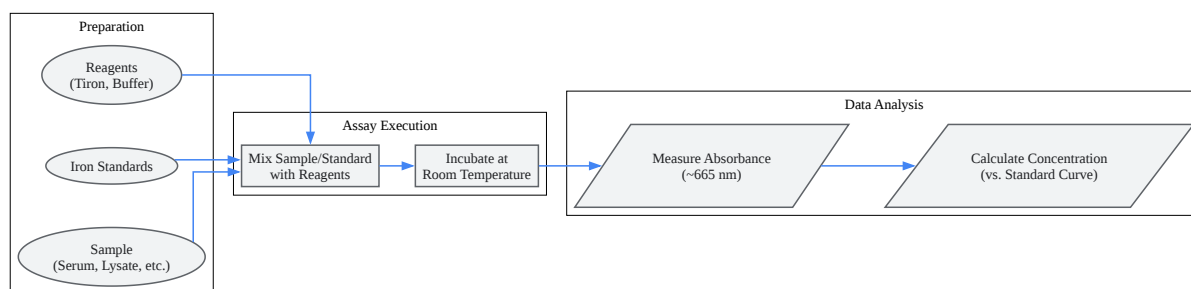 Preparation
Reagents
(Tiron, Buffer)
Iron Standards
Sample
(Serum, Lysate, etc.)
Assay Execution
Mix Sample/Standard
with Reagents
Incubate at
Room Temperature
Data Analysis
Measure Absorbance
(~665 nm)
Calculate Concentration
(vs. Standard Curve)